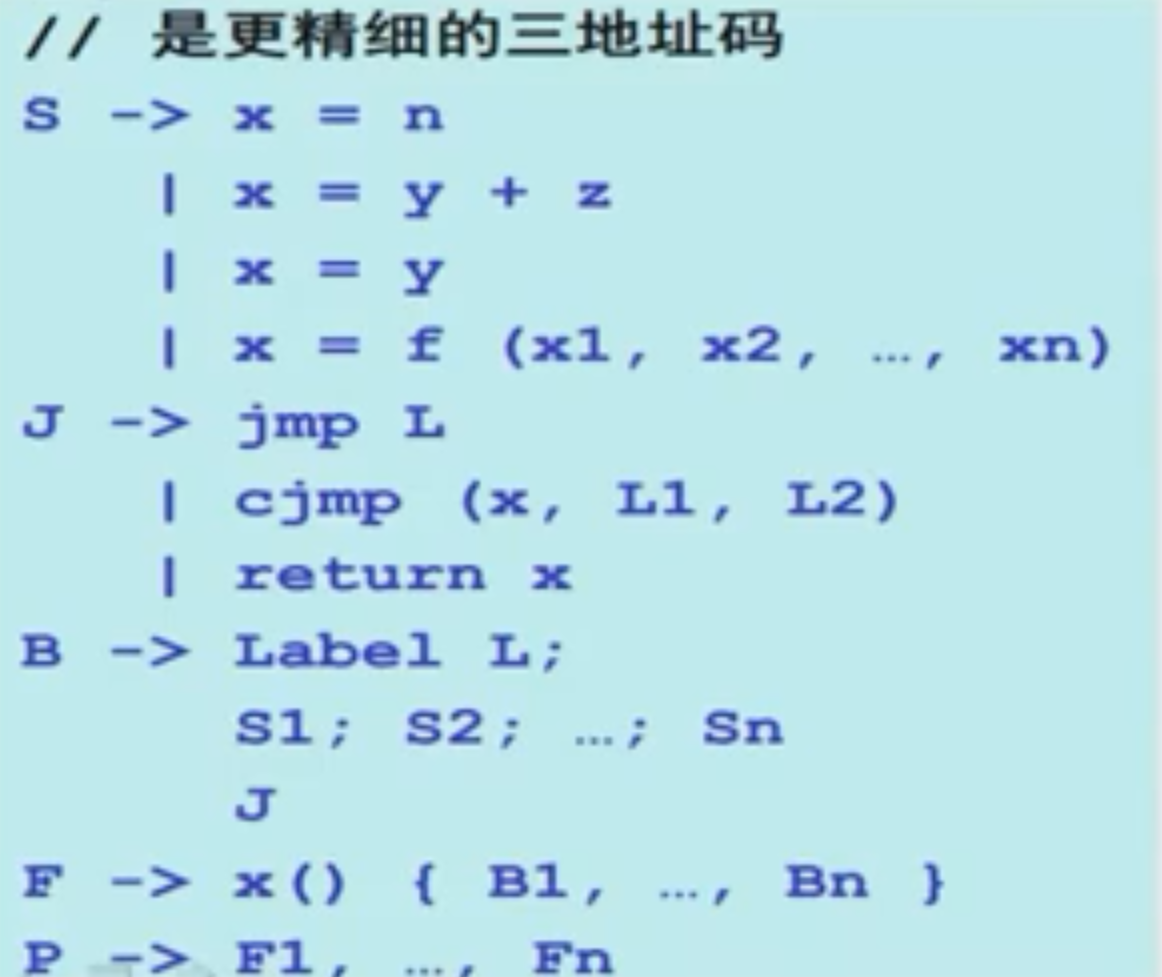 // 是更精细的三地址码
S -> x = n
| x = y + z
| x = y
| x = f (x1, x2, …, xn)
J -> jmp L
| cjmp (x, L1, L2)
| return x
B -> Label L;
S1; S2; …; Sn
J
F -> x() { B1, …, Bn }
P -> F1, …, Fn